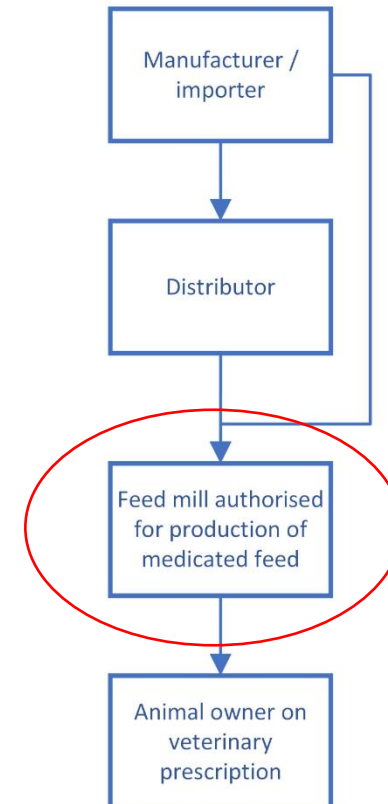 Manufacturer /
importer
Distributor
Feed mill authorised
for production of
medicated feed
Animal owner on
veterinary
prescription